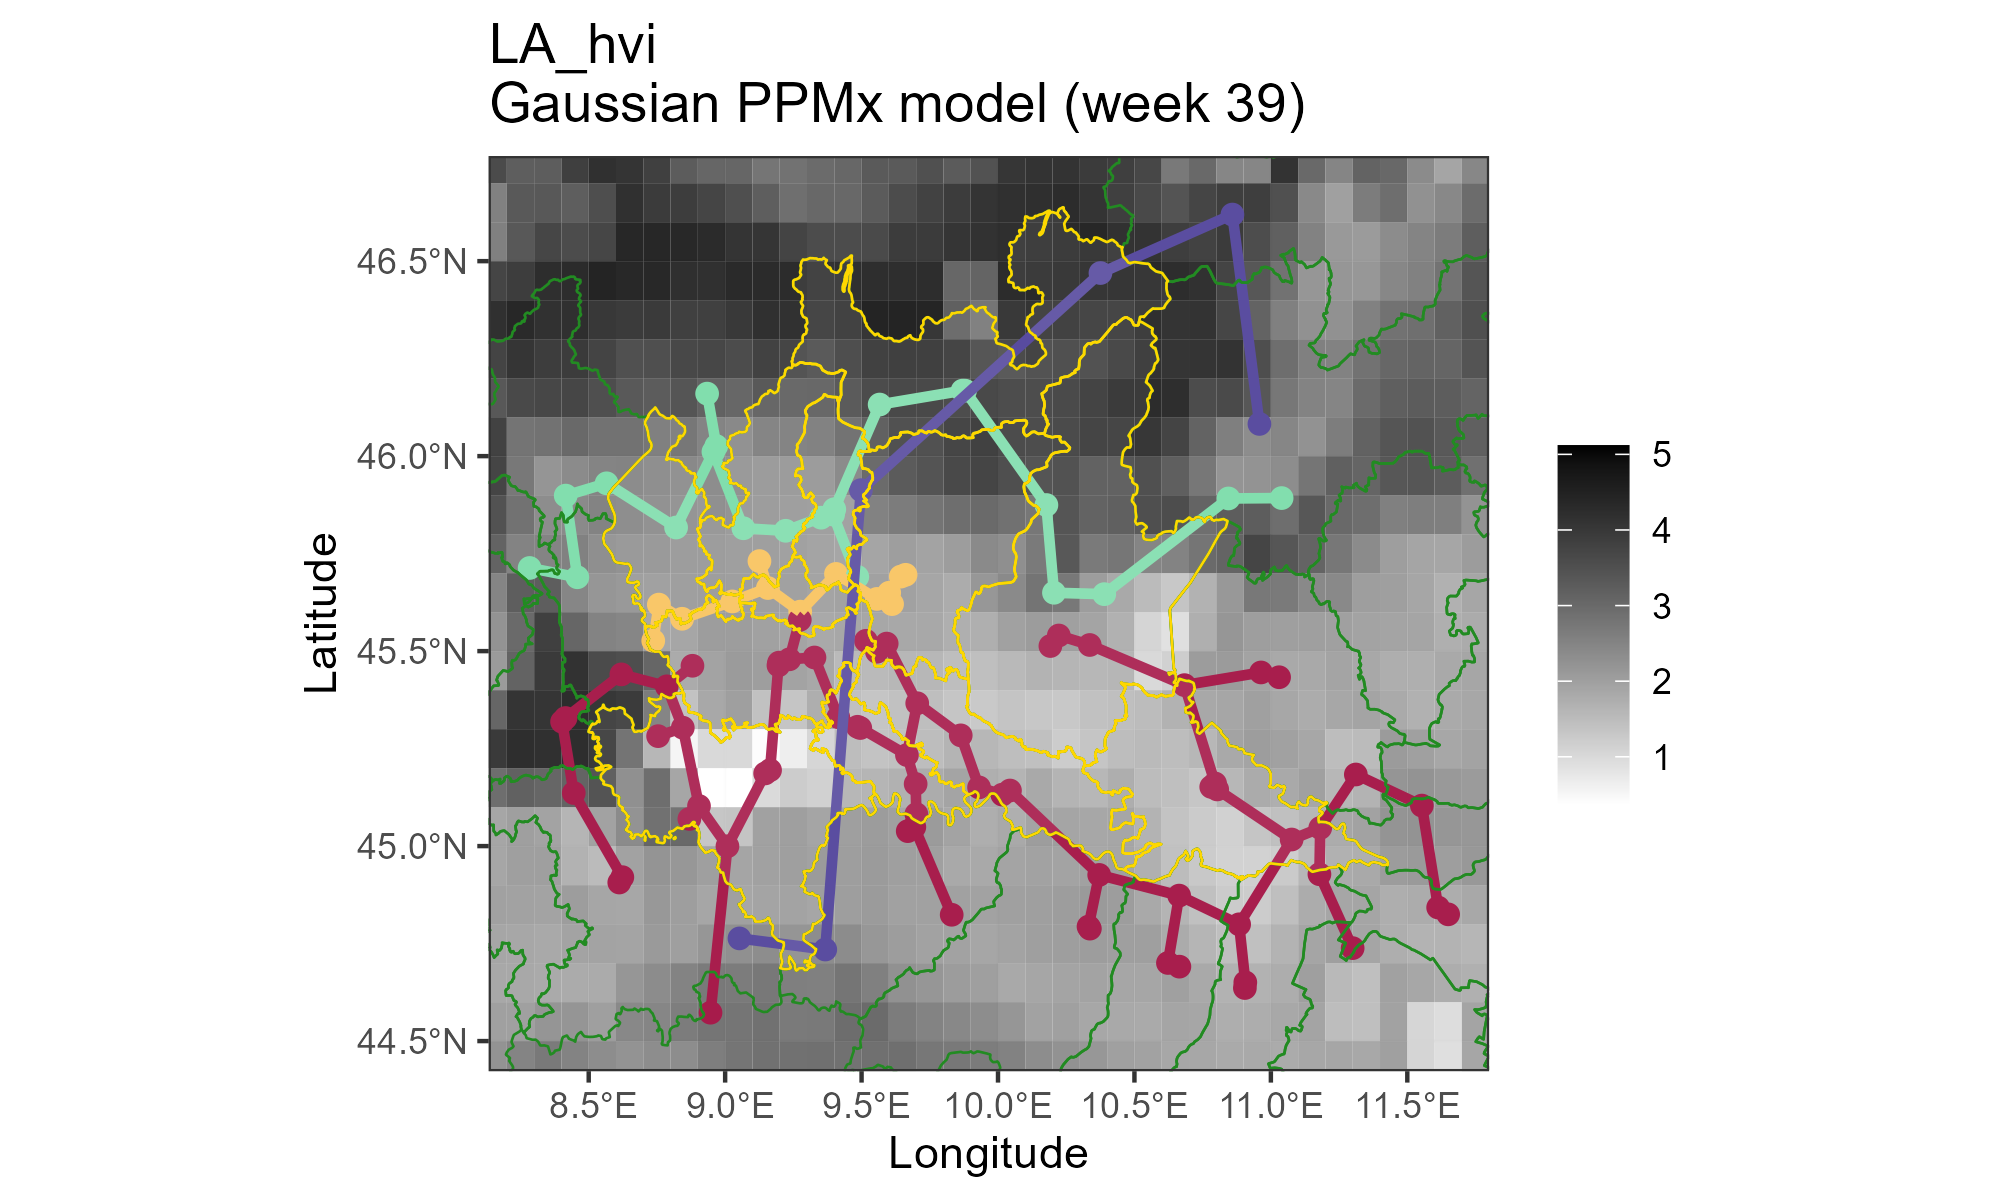 LA_hvi
Gaussian PPMx model (week 39)
Latitude
46.5°N
46.0°N
45.5°N
45.0°N
44.5°N
8.5°E 9.0°E 9.5°E 10.0°E 10.5°E 11.0°E 11.5°E
Longitude
5
4
3
2
1